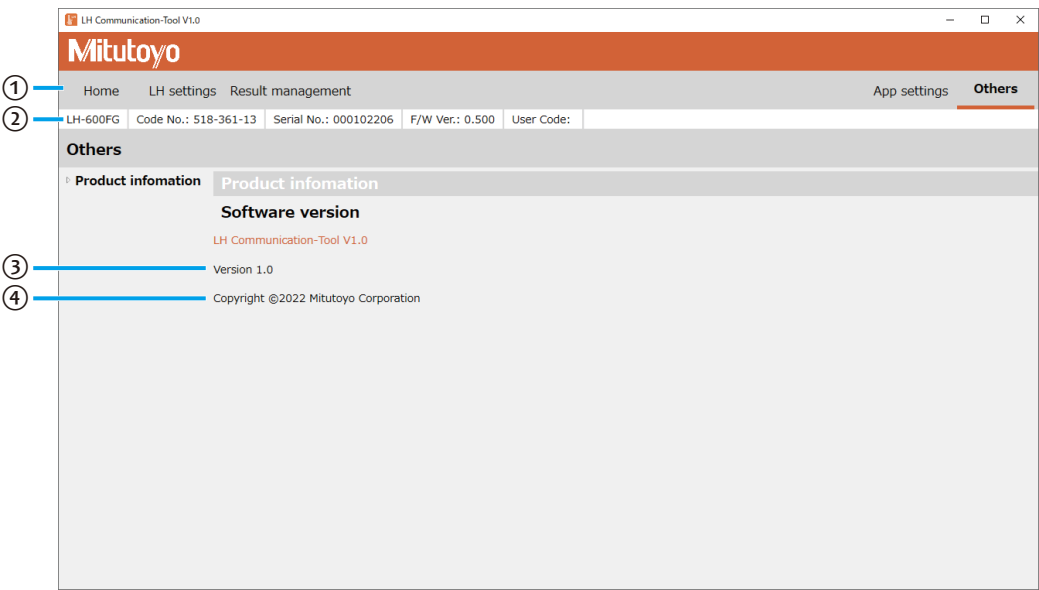 LH Communication-Tool V1.0
Mitutoyo
① Home LH settings Result management App settings Others
② LH-600FG Code No.: 518-361-13 Serial No.: 000102206 F/W Ver.: 0.500 User Code:
Others
Product infomation Product infomation
Software version
LH Communication-Tool V1.0
③ Version 1.0
④ Copyright ©2022 Mitutoyo Corporation